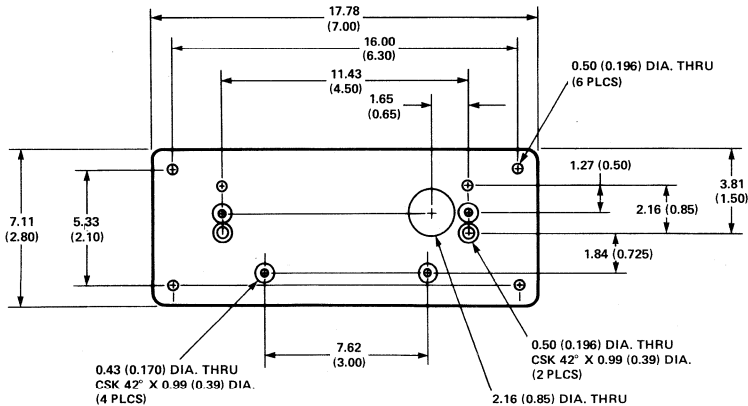 17.78
(7.00)
16.00
(6.30)
11.43
(4.50)
0.50 (0.196) DIA. THRU
(6 PLCS)
1.65
(0.65)
1.27 (0.50)
3.81
(1.50)
2.16 (0.85)
7.11
(2.80)
5.33
(2.10)
1.84 (0.725)
7.62
(3.00)
0.50 (0.196) DIA. THRU
CSK 42° X 0.99 (0.39) DIA.
(2 PLCS)
0.43 (0.170) DIA. THRU
CSK 42° X 0.99 (0.39) DIA.
(4 PLCS)
2.16 (0.85) DIA. THRU